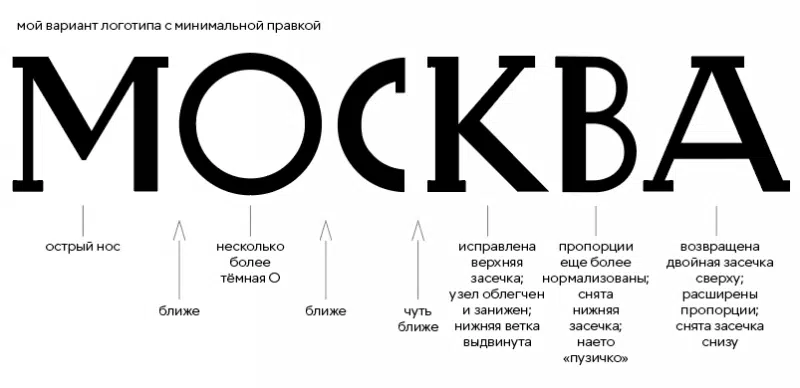 мой вариант логотипа с минимальной правкой
МОСКВА
острый нос
ближе
несколько
более
тёмная О
ближе
чуть
ближе
исправлена
верхняя
засечка;
узел облегчен
и занижен;
нижняя ветка
выдвинута
пропорции
еще более
нормализованы;
снята
нижняя
засечка;
наето
«пузичко»
возвращена
двойная засечка
сверху;
расширены
пропорции;
снята засечка
снизу